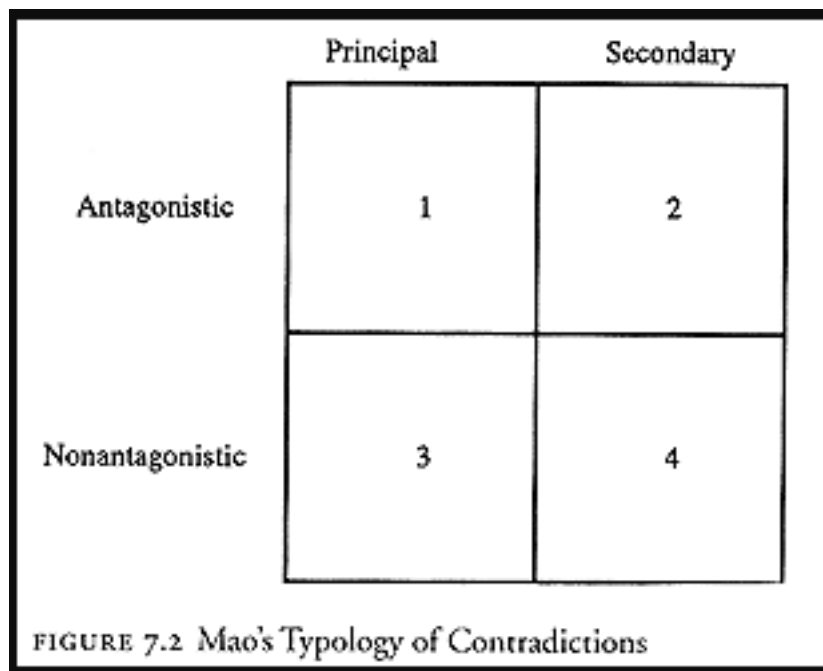 Principal Secondary
Antagonistic 1 2
Nonantagonistic 3 4
FIGURE 7.2 Mao's Typology of Contradictions